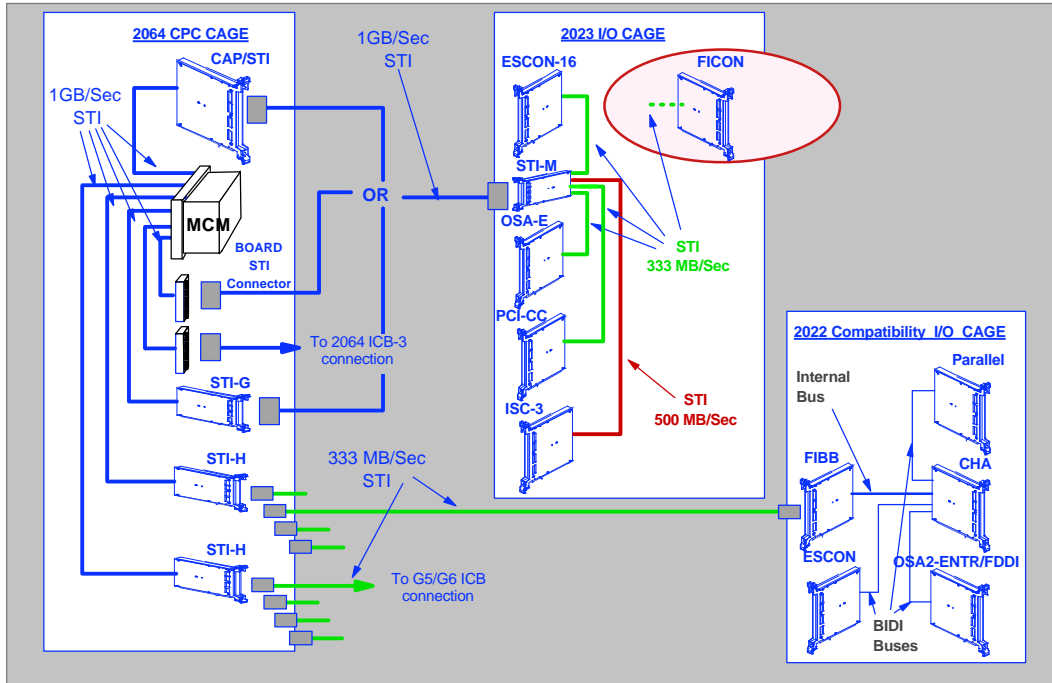 2064 CPC CAGE
CAP/STI
1GB/Sec
STI
MCM
BOARD
STI
Connector
To 2064 ICB-3
connection
STI-G
STI-H
STI-H
1GB/Sec
STI
OR
333 MB/Sec
STI
To G5/G6 ICB
connection
2023 I/O CAGE
ESCON-16
FICON
STI-M
OSA-E
STI
333 MB/Sec
PCI-CC
ISC-3
STI
500 MB/Sec
2022 Compatibility I/O CAGE
Parallel
Internal
Bus
FIBB
CHA
ESCON
OSA2-ENTR/FDDI
BIDI
Buses